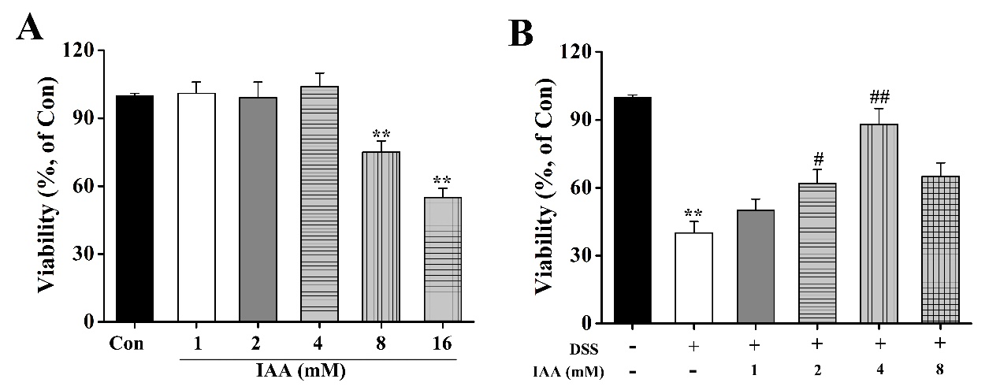 A
Viability (%, of Con)
120
90
60
30
0
**
**
Con 1 2 4 8 16
IAA (mM)
B
Viability (%, of Con)
120
90
60
30
0
**
#
##
DSS - + + + + +
IAA (mM) - - 1 2 4 8